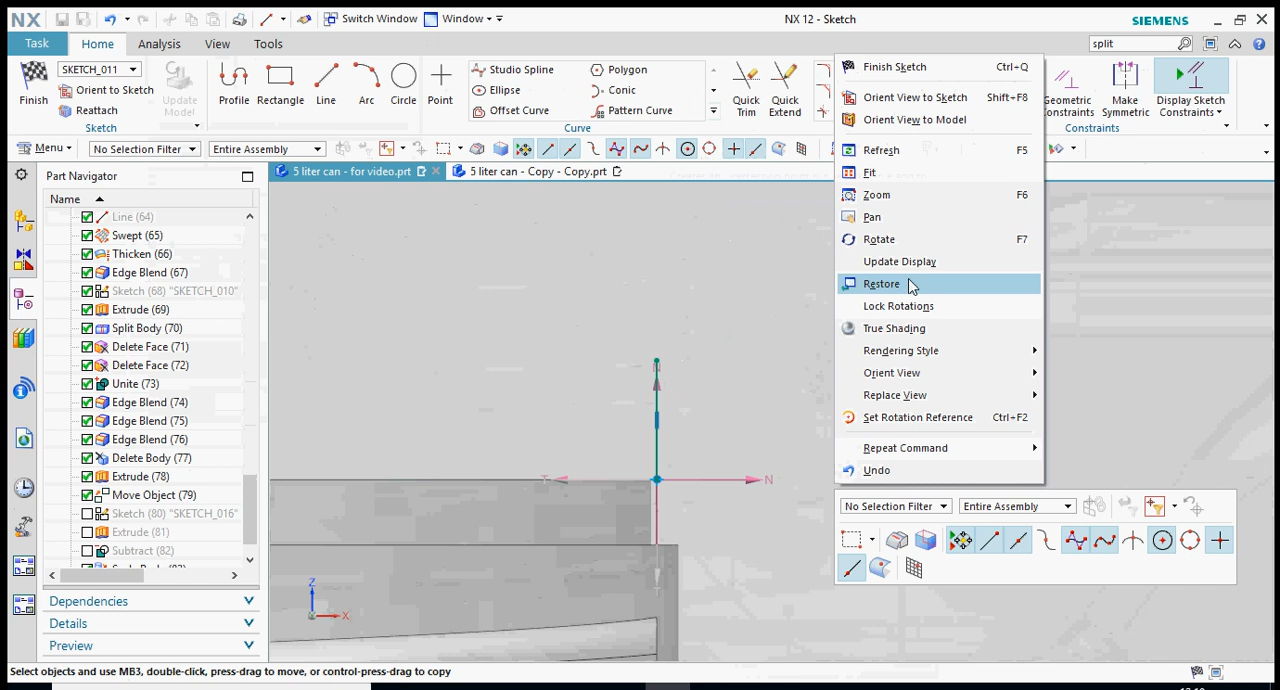 NX
Switch Window
Window
NX 12 - Sketch
SIEMENS
Task
Home
Analysis
View
Tools
split
Finish
SKETCH_011
Orient to Sketch
Reattach
Update Model
Sketch
Profile
Rectangle
Line
Arc
Circle
Point
Studio Spline
Polygon
Ellipse
Conic
Offset Curve
Pattern Curve
Curve
Quick Trim
Quick Extend
Make Symmetric
Display Sketch Constraints
Constraints
Menu
No Selection Filter
Entire Assembly
Part Navigator
5 liter can - for video.prt
5 liter can - Copy - Copy.prt
Name
Line (64)
Swept (65)
Thicken (66)
Edge Blend (67)
Sketch (68) "SKETCH_010"
Extrude (69)
Split Body (70)
Delete Face (71)
Delete Face (72)
Unite (73)
Edge Blend (74)
Edge Blend (75)
Edge Blend (76)
Delete Body (77)
Extrude (78)
Move Object (79)
Sketch (80) "SKETCH_016"
Extrude (81)
Subtract (82)
Dependencies
Details
Preview
Finish Sketch Ctrl+Q
Orient View to Sketch Shift+F8
Orient View to Model
Refresh F5
Fit
Zoom F6
Pan
Rotate F7
Update Display
Restore
Lock Rotations
True Shading
Rendering Style
Orient View
Replace View
Set Rotation Reference Ctrl+F2
Repeat Command
Undo
No Selection Filter
Entire Assembly
N
Z
X
Select objects and use MB3, double-click, press-drag to move, or control-press-drag to copy